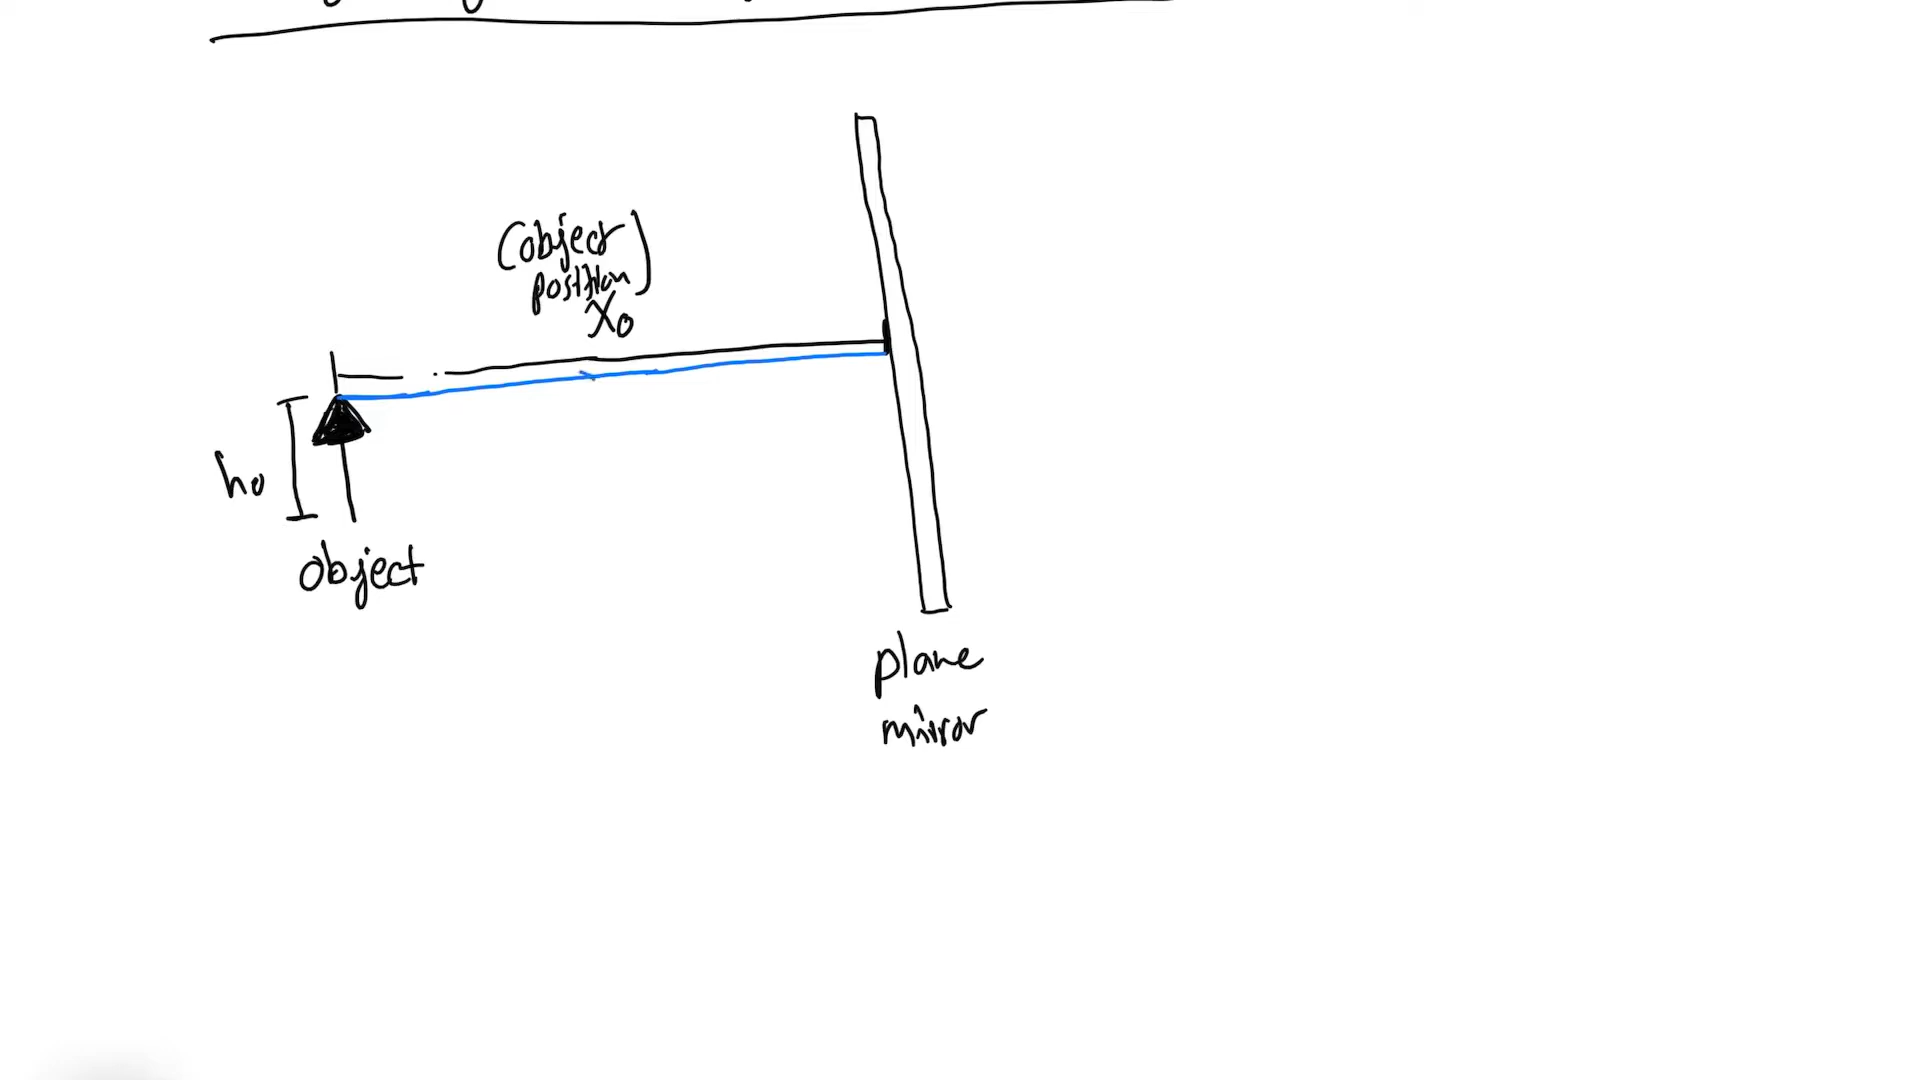 (object
position)
Xo
ho
object
plane
mirror